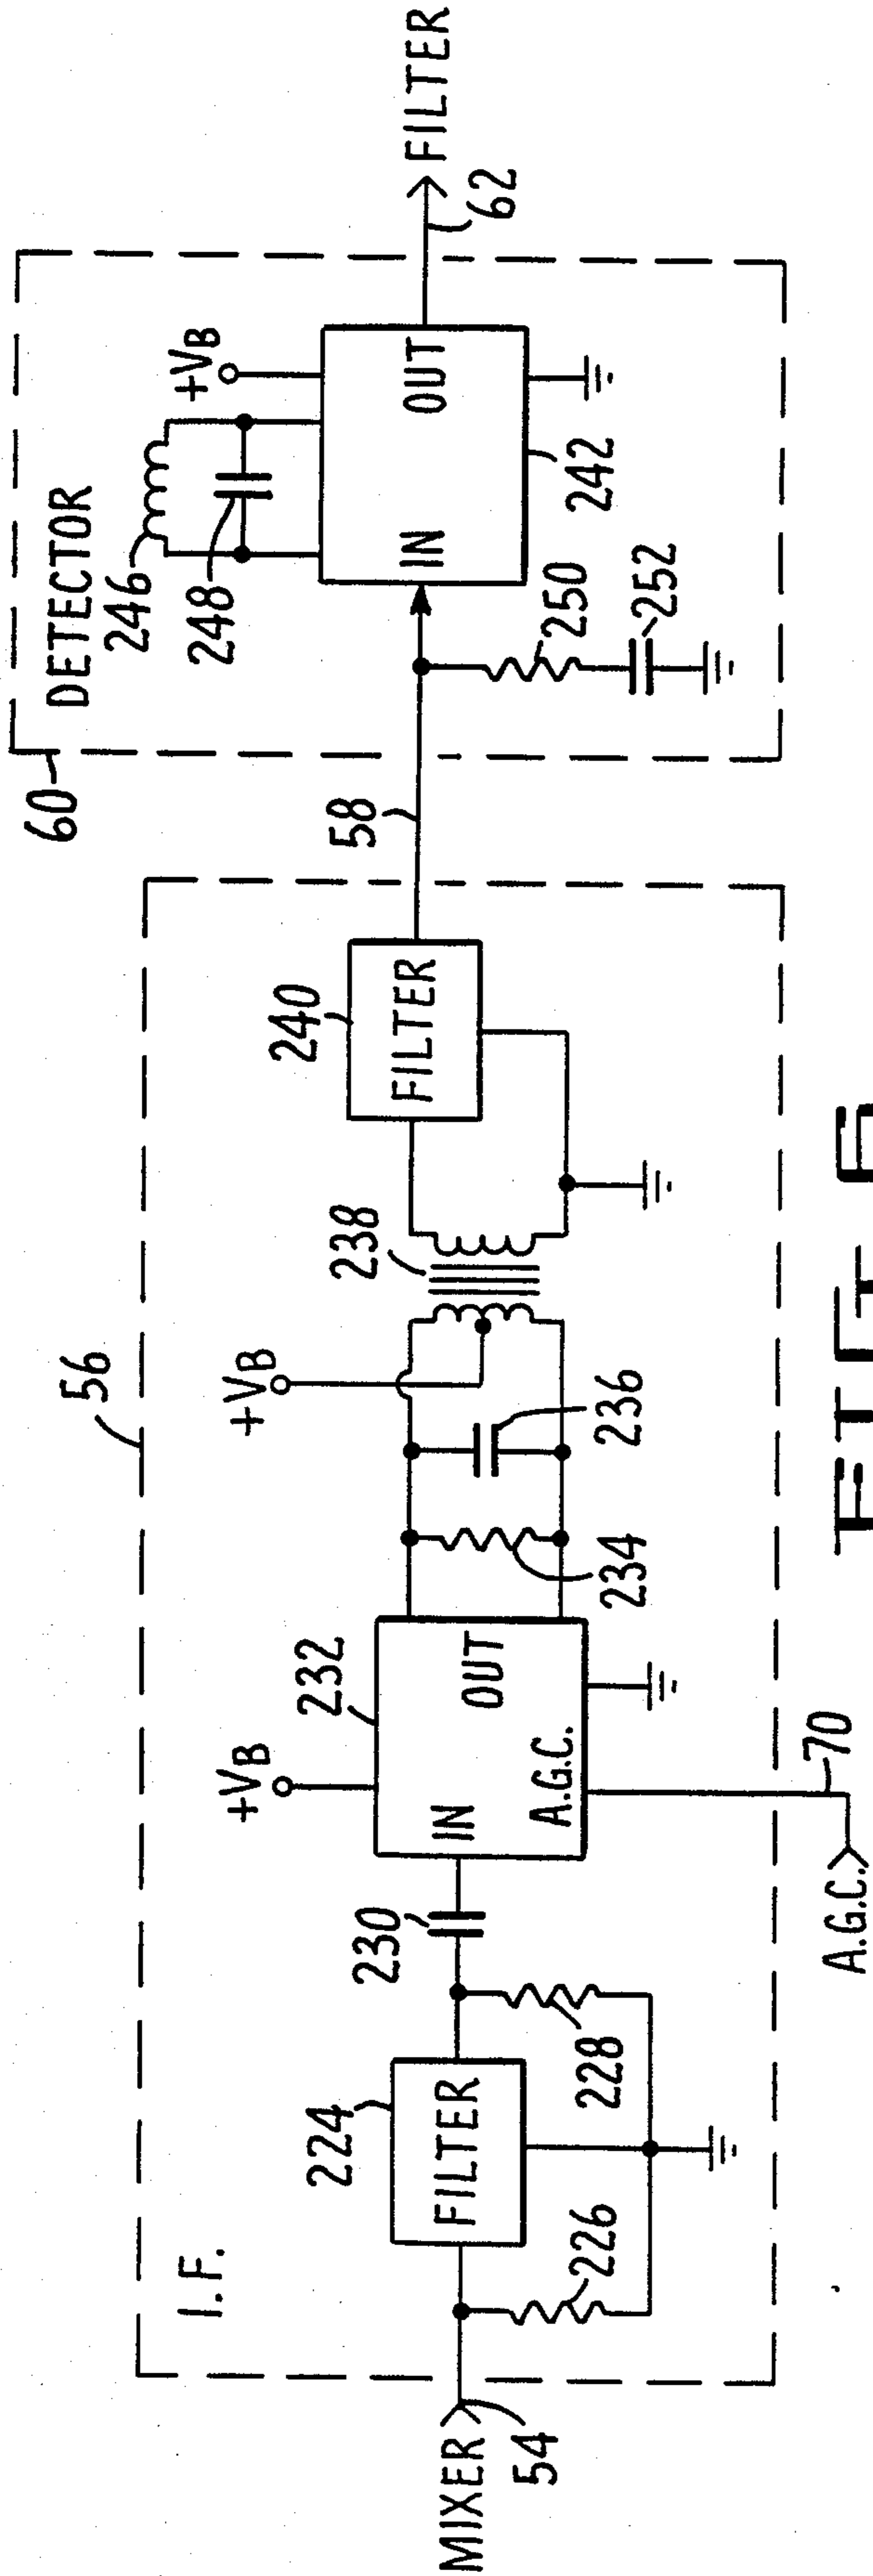 I.F.
56
MIXER
54
224
FILTER
226
228
230
+VB
232
IN
OUT
A.G.C.
A.G.C.
70
234
236
+VB
238
240
FILTER
58
60
DETECTOR
246
248
+VB
IN
OUT
242
250
252
62
FILTER